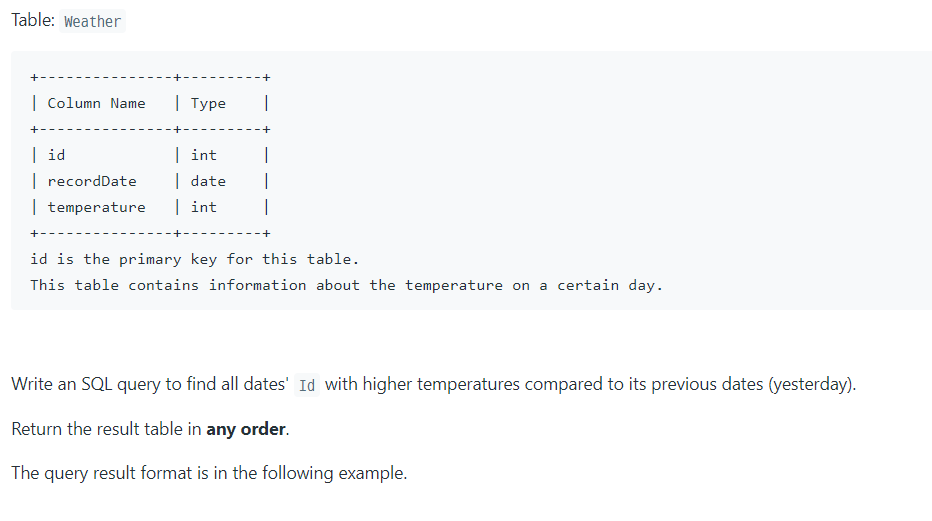 Table: Weather
+---------------+---------+
| Column Name   | Type    |
+---------------+---------+
| id            | int     |
| recordDate    | date    |
| temperature   | int     |
+---------------+---------+
id is the primary key for this table.
This table contains information about the temperature on a certain day.
Write an SQL query to find all dates' Id with higher temperatures compared to its previous dates (yesterday).
Return the result table in any order.
The query result format is in the following example.